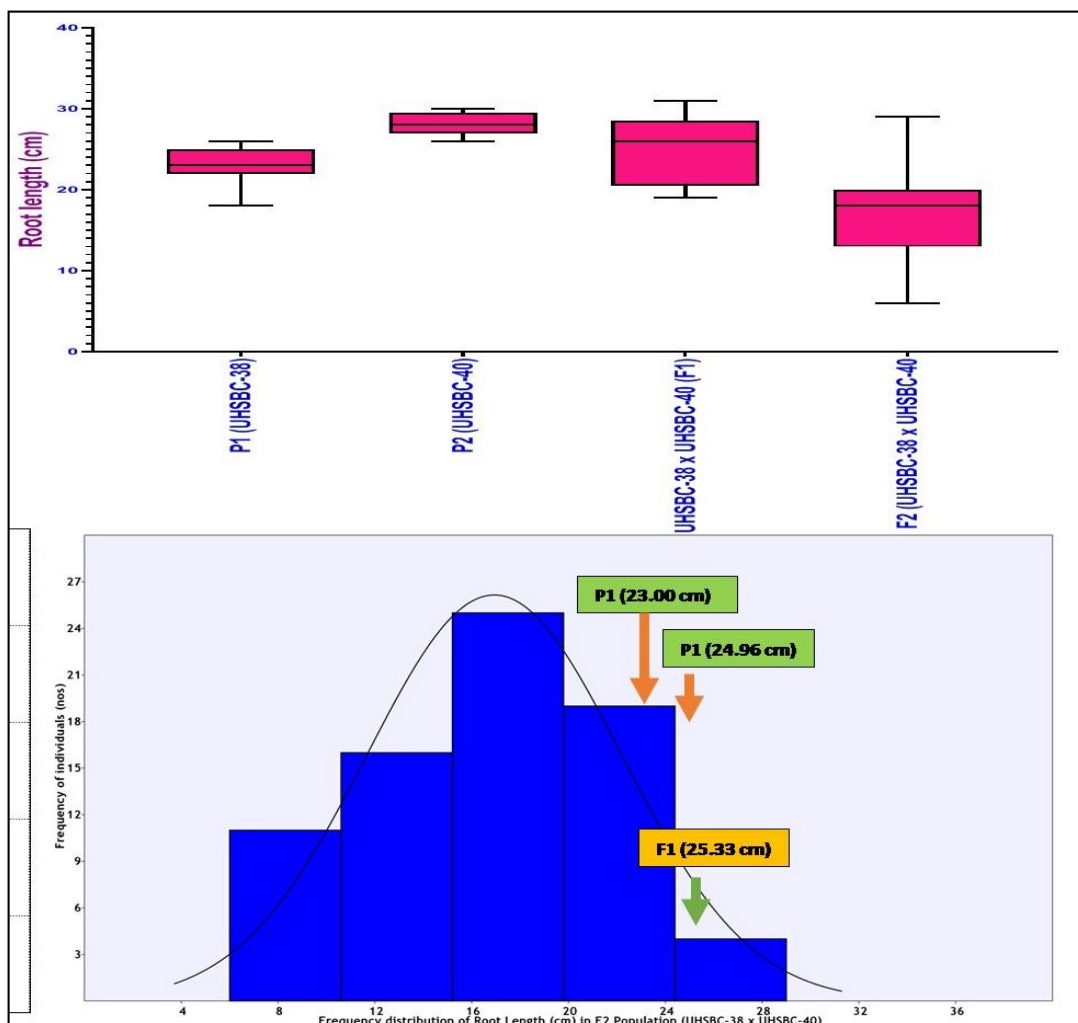 40
30
20
10
0
Root length (cm)
P1 (UHSBC-38)
P2 (UHSBC-40)
UHSBC-38 x UHSBC-40 (F1)
F2 (UHSBC-38 x UHSBC-40
27
24
21
18
15
12
9
6
3
Frequency of individuals (nos)
P1 (23.00 cm)
P1 (24.96 cm)
F1 (25.33 cm)
4 8 12 16 20 24 28 32 36
Frequency distribution of Root Length (cm) in F2 Population (UHSBC-38 x UHSBC-40)